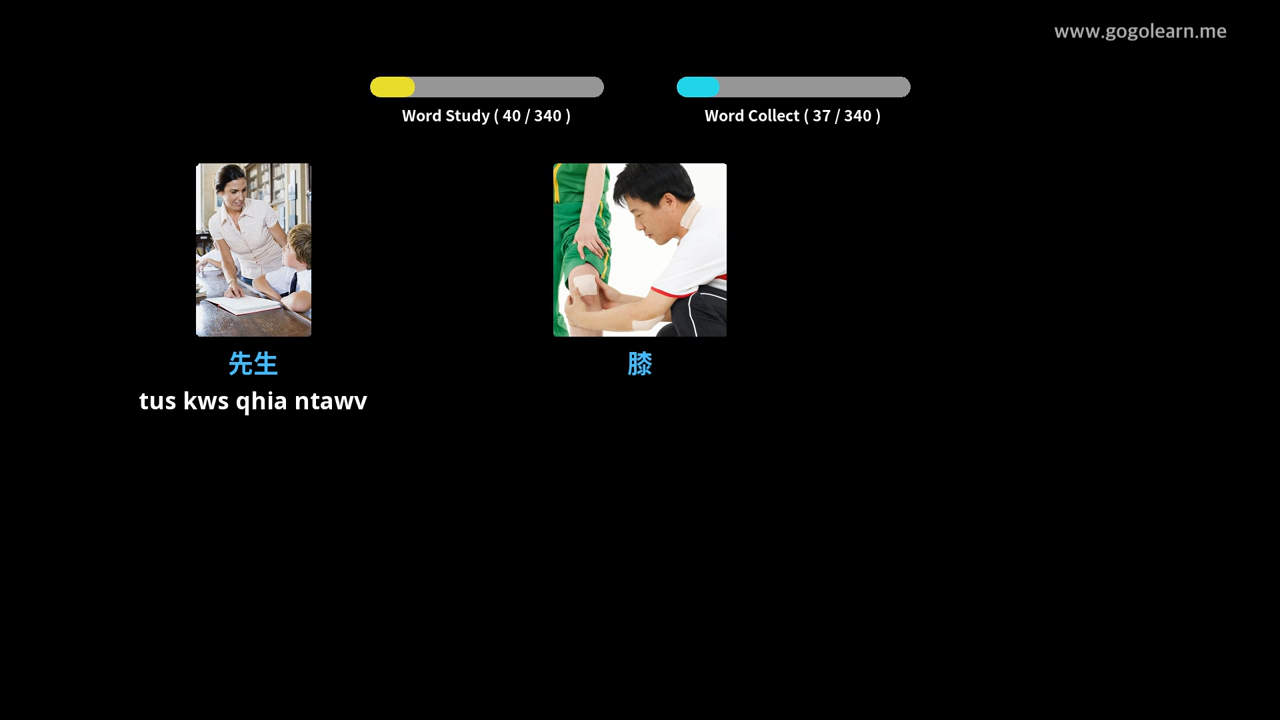 www.gogolearn.me
Word Study ( 40 / 340 )
Word Collect ( 37 / 340 )
先生
膝
tus kws qhia ntawv